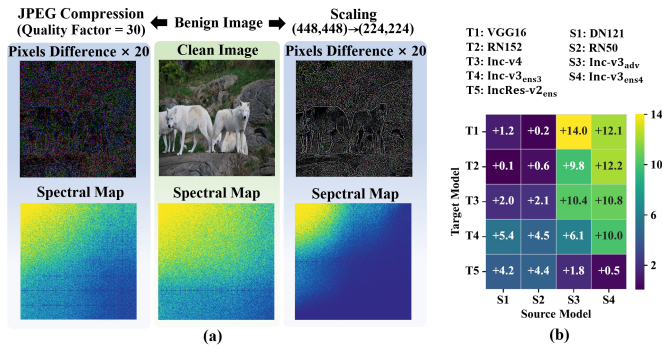 JPEG Compression
(Quality Factor = 30)
Benign Image
Scaling
(448,448)→(224,224)
Pixels Difference × 20
Clean Image
Pixels Difference × 20
Spectral Map
Spectral Map
Sepctral Map
(a)
T1: VGG16
T2: RN152
T3: Inc-v4
T4: Inc-v3ens3
T5: IncRes-v2ens
S1: DN121
S2: RN50
S3: Inc-v3adv
S4: Inc-v3ens4
Target Model
T1 +1.2 +0.2 +14.0 +12.1
T2 +0.1 +0.6 +9.8 +12.2
T3 +2.0 +2.1 +10.4 +10.8
T4 +5.4 +4.5 +6.1 +10.0
T5 +4.2 +4.4 +1.8 +0.5
S1 S2 S3 S4
Source Model
14
12
10
8
6
4
2
(b)